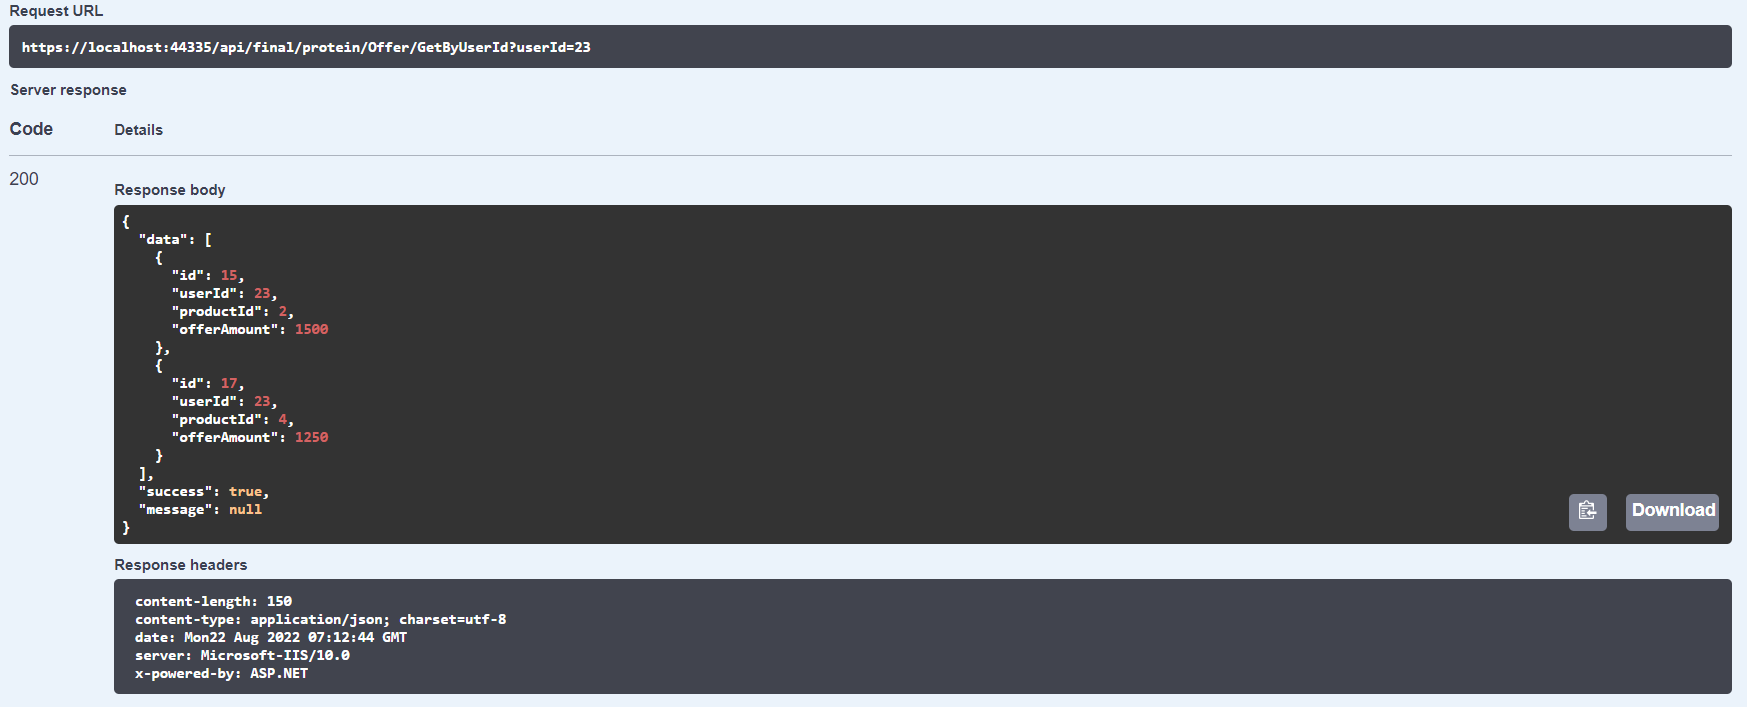 Request URL
https://localhost:44335/api/final/protein/Offer/GetByUserId?userId=23
Server response
Code Details
200
Response body
{
  "data": [
    {
      "id": 15,
      "userId": 23,
      "productId": 2,
      "offerAmount": 1500
    },
    {
      "id": 17,
      "userId": 23,
      "productId": 4,
      "offerAmount": 1250
    }
  ],
  "success": true,
  "message": null
}
Download
Response headers
content-length: 150
content-type: application/json; charset=utf-8
date: Mon22 Aug 2022 07:12:44 GMT
server: Microsoft-IIS/10.0
x-powered-by: ASP.NET